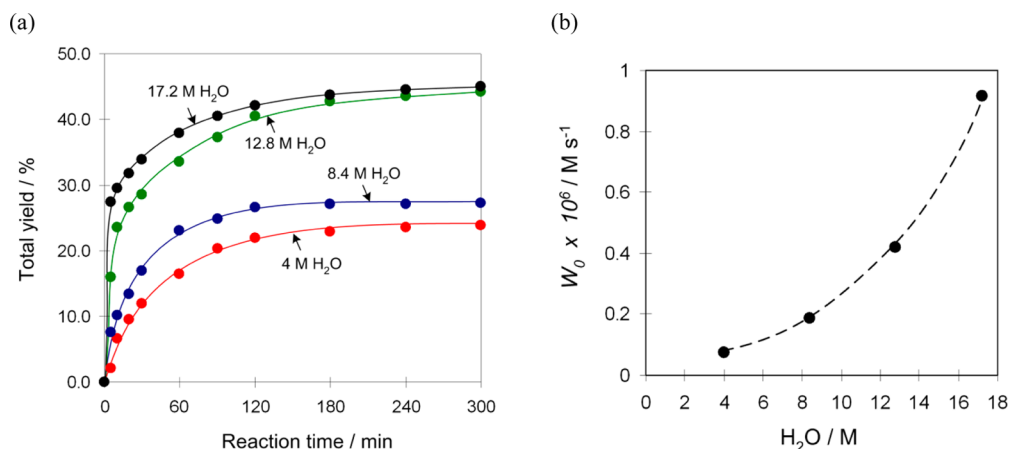 (a)
50.0
40.0
30.0
20.0
10.0
0.0
Total yield / %
17.2 M H₂O
12.8 M H₂O
8.4 M H₂O
4 M H₂O
0 60 120 180 240 300
Reaction time / min
(b)
1
0.8
0.6
0.4
0.2
0
W₀ x 10⁶ / M s⁻¹
0 2 4 6 8 10 12 14 16 18
H₂O / M